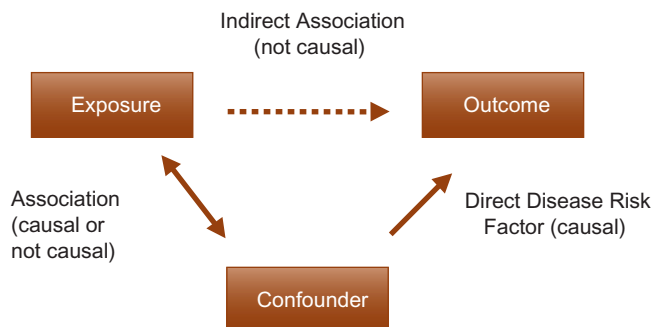 Indirect Association
(not causal)
Exposure
Outcome
Association
(causal or
not causal)
Direct Disease Risk
Factor (causal)
Confounder